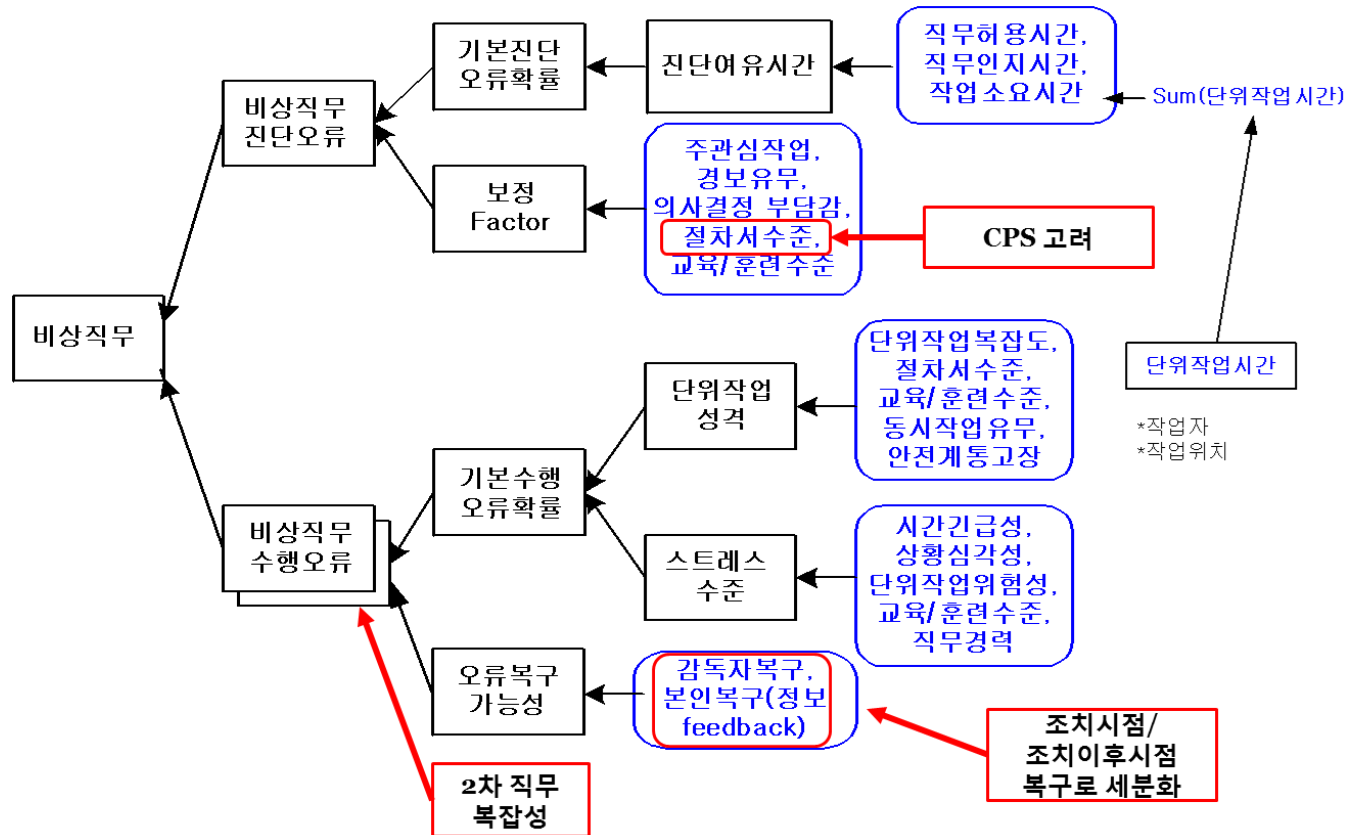 기본진단
오류확률
진단여유시간
직무허용시간,
직무인지시간,
작업소요시간
Sum(단위작업시간)
비상직무
진단오류
보정
Factor
주관심작업,
경보유무,
의사결정 부담감,
절차서수준,
교육/훈련수준
CPS 고려
비상직무
단위작업시간
*작업자
*작업위치
단위작업
성격
단위작업복잡도,
절차서수준,
교육/훈련수준,
동시작업유무,
안전계통고장
기본수행
오류확률
비상직무
수행오류
스트레스
수준
시간긴급성,
상황심각성,
단위작업위험성,
교육/훈련수준,
직무경력
오류복구
가능성
감독자복구,
본인복구(정보
feedback)
2차 직무
복잡성
조치시점/
조치이후시점
복구로 세분화